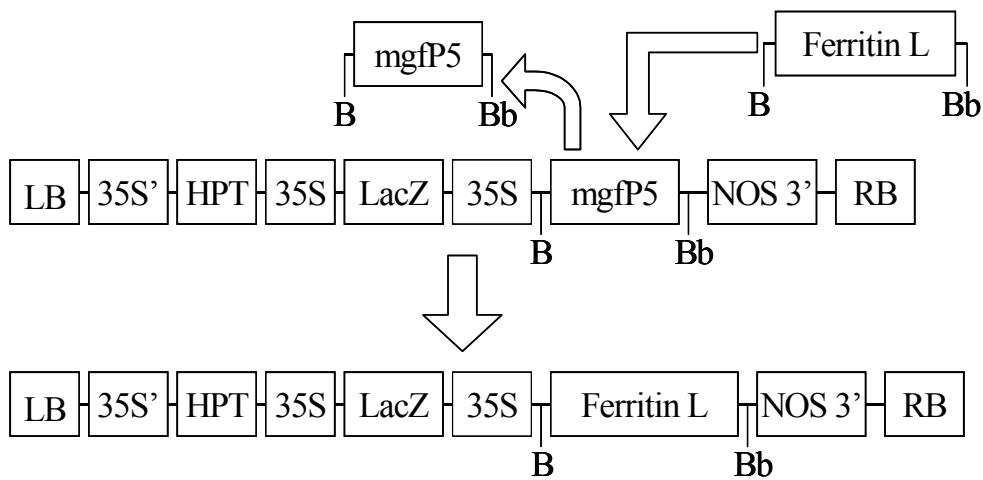 mgfP5 Ferritin L
B Bb B Bb
LB 35S' HPT 35S LacZ 35S mgfP5 NOS 3' RB
B Bb
LB 35S' HPT 35S LacZ 35S Ferritin L NOS 3' RB
B Bb